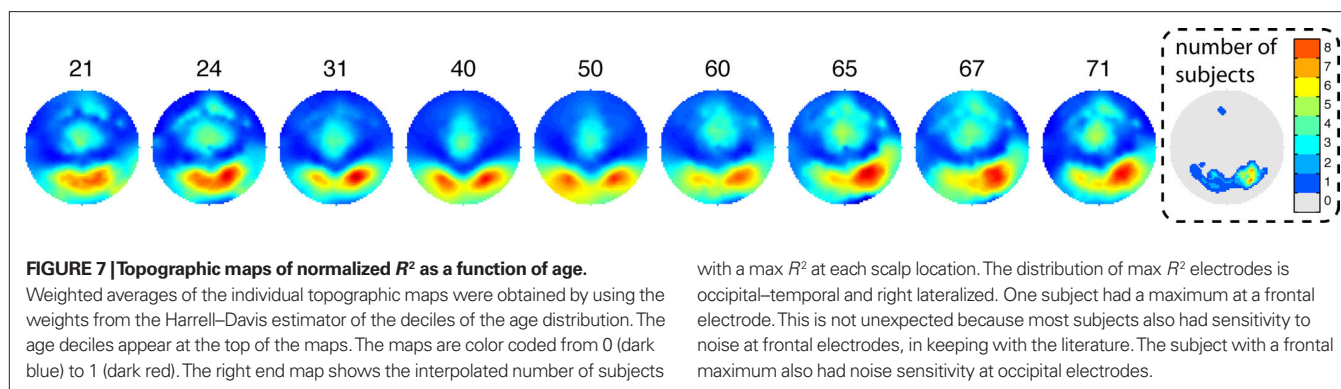 21 24 31 40 50 60 65 67 71
number of
subjects
8
7
6
5
4
3
2
1
0
FIGURE 7 | Topographic maps of normalized R² as a function of age.
Weighted averages of the individual topographic maps were obtained by using the
weights from the Harrell–Davis estimator of the deciles of the age distribution. The
age deciles appear at the top of the maps. The maps are color coded from 0 (dark
blue) to 1 (dark red). The right end map shows the interpolated number of subjects
with a max R² at each scalp location. The distribution of max R² electrodes is
occipital–temporal and right lateralized. One subject had a maximum at a frontal
electrode. This is not unexpected because most subjects also had sensitivity to
noise at frontal electrodes, in keeping with the literature. The subject with a frontal
maximum also had noise sensitivity at occipital electrodes.